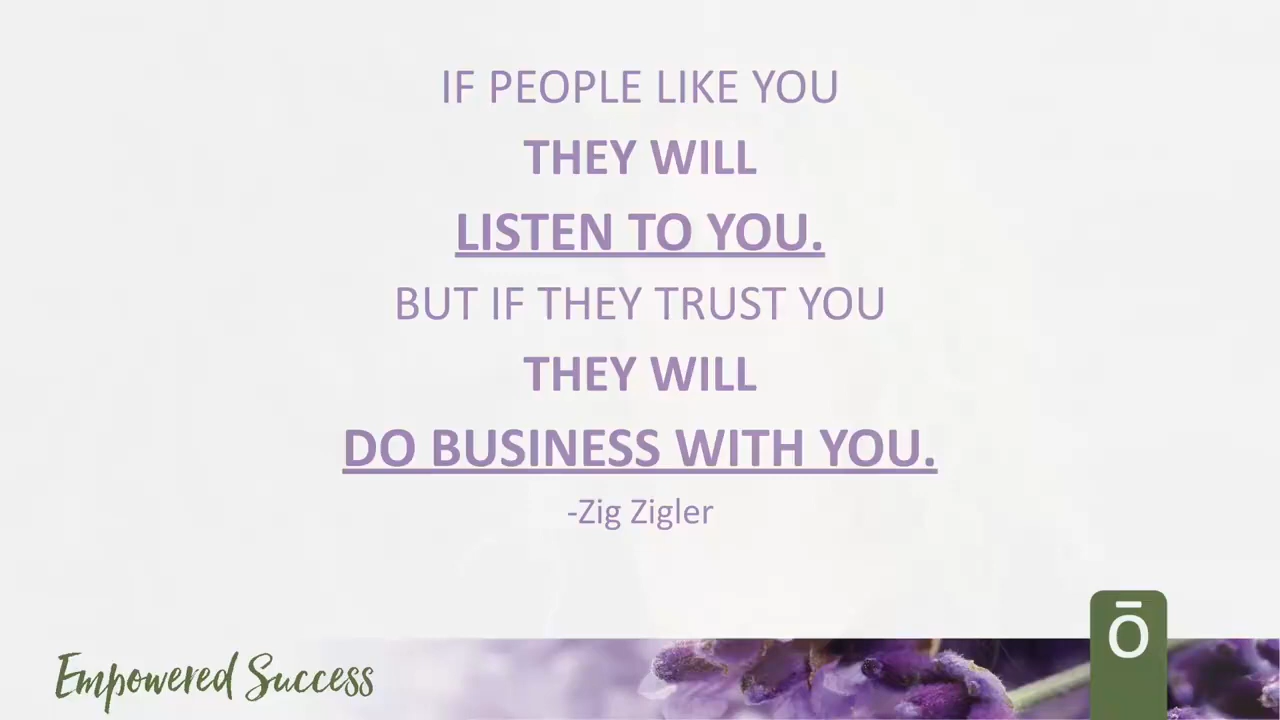 IF PEOPLE LIKE YOU
THEY WILL
LISTEN TO YOU.
BUT IF THEY TRUST YOU
THEY WILL
DO BUSINESS WITH YOU.
-Zig Zigler
Empowered Success
ō